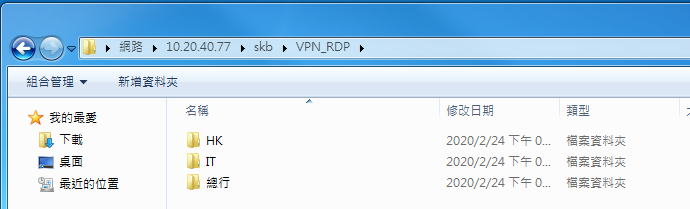 網路 10.20.40.77 skb VPN_RDP
組合管理 新增資料夾
我的最愛
下載
桌面
最近的位置
名稱 修改日期 類型
HK 2020/2/24 下午 0... 檔案資料夾
IT 2020/2/24 下午 0... 檔案資料夾
總行 2020/2/24 下午 0... 檔案資料夾